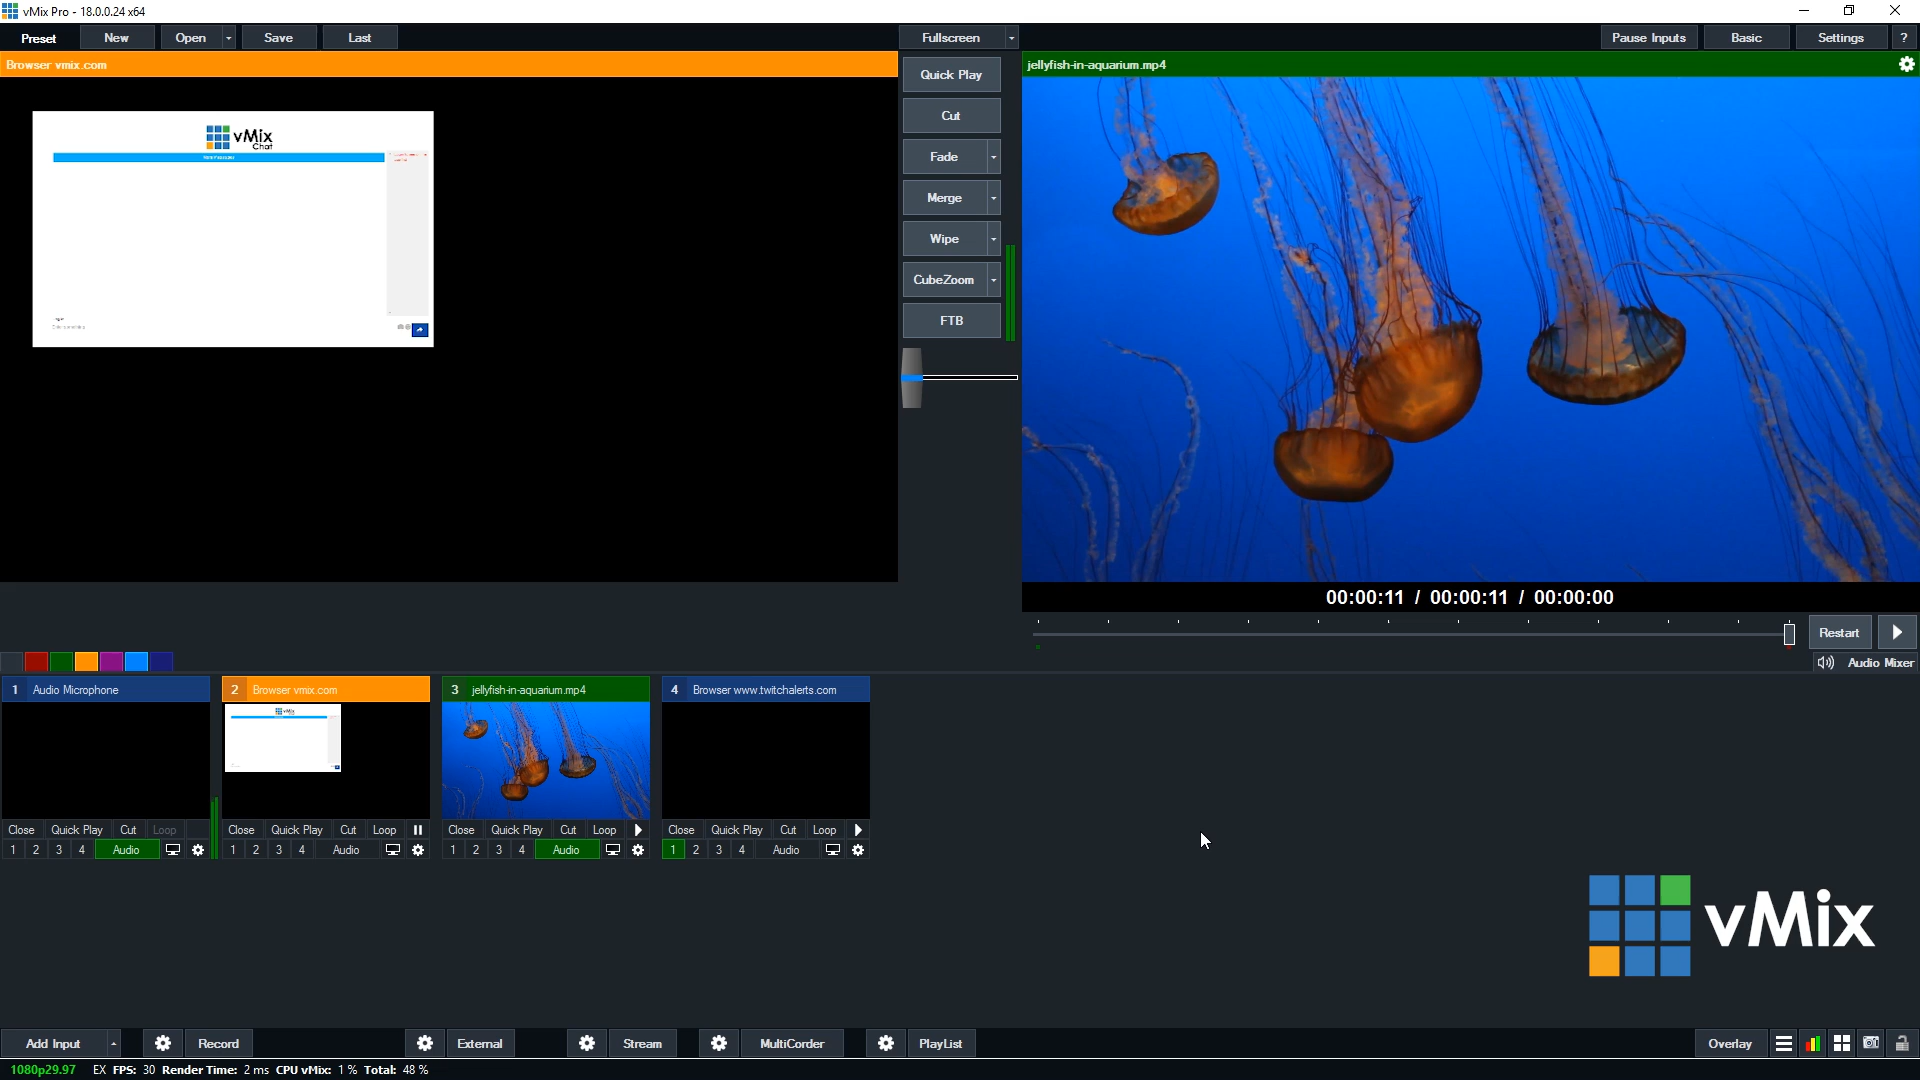 vMix Pro - 18.0.0.24 x64
Preset New Open Save Last Fullscreen Pause Inputs Basic Settings ?
Browser vmix.com
jellyfish-in-aquarium.mp4
Quick Play
Cut
Fade
Merge
Wipe
CubeZoom
FTB
vMix
Chat
00:00:11 / 00:00:11 / 00:00:00
Restart
Audio Mixer
1 Audio Microphone
2 Browser vmix.com
3 jellyfish-in-aquarium.mp4
4 Browser www.twitchalerts.com
vMix
Close Quick Play Cut Loop Close Quick Play Cut Loop Close Quick Play Cut Loop Close Quick Play Cut Loop
1 2 3 4 Audio 1 2 3 4 Audio 1 2 3 4 Audio 1 2 3 4 Audio
vMix
Add Input Record External Stream MultiCorder PlayList Overlay
1080p29.97 EX FPS: 30 Render Time: 2 ms CPU vMix: 1 % Total: 48 %